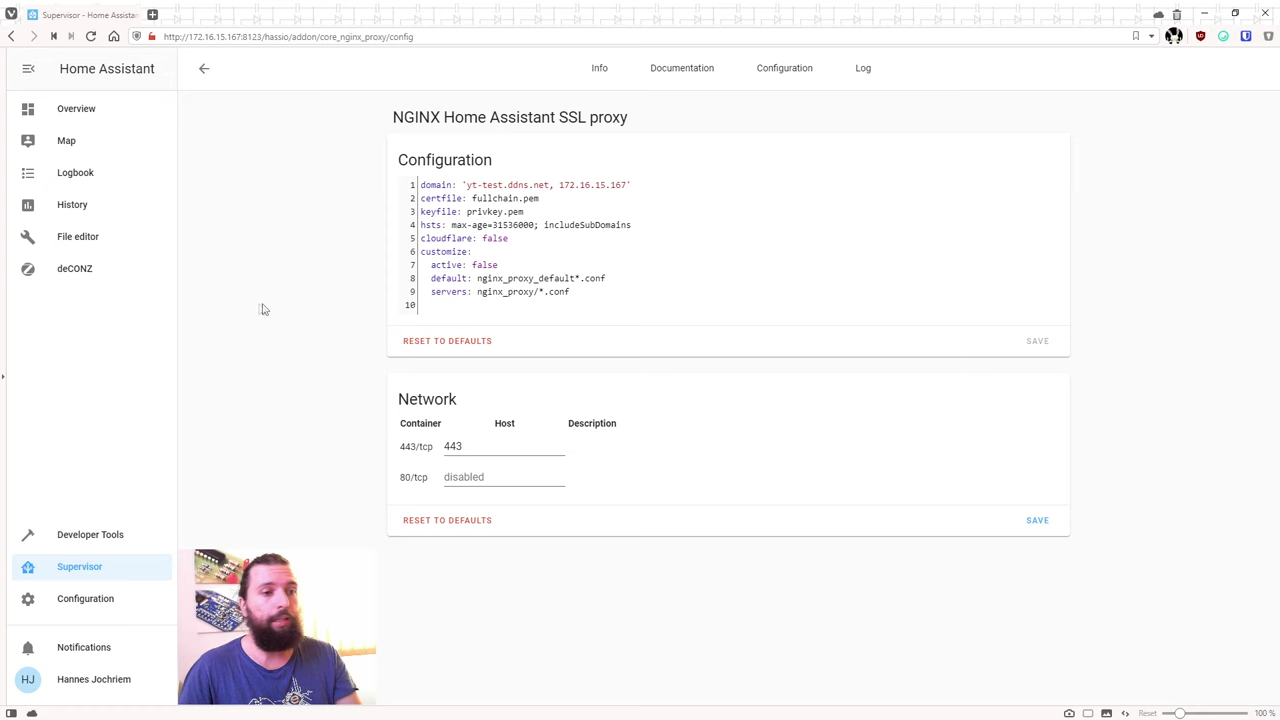 Supervisor - Home Assistan
http://172.16.15.167:8123/hassio/addon/core_nginx_proxy/config
Home Assistant
Info
Documentation
Configuration
Log
Overview
Map
Logbook
History
File editor
deCONZ
Developer Tools
Supervisor
Configuration
Notifications
HJ
Hannes Jochriem
NGINX Home Assistant SSL proxy
Configuration
1 domain: 'yt-test.ddns.net, 172.16.15.167'
2 certfile: fullchain.pem
3 keyfile: privkey.pem
4 hsts: max-age=31536000; includeSubDomains
5 cloudflare: false
6 customize:
7 active: false
8 default: nginx_proxy_default*.conf
9 servers: nginx_proxy/*.conf
10
RESET TO DEFAULTS
SAVE
Network
Container Host Description
443/tcp 443
80/tcp disabled
RESET TO DEFAULTS
SAVE
Reset
100 %